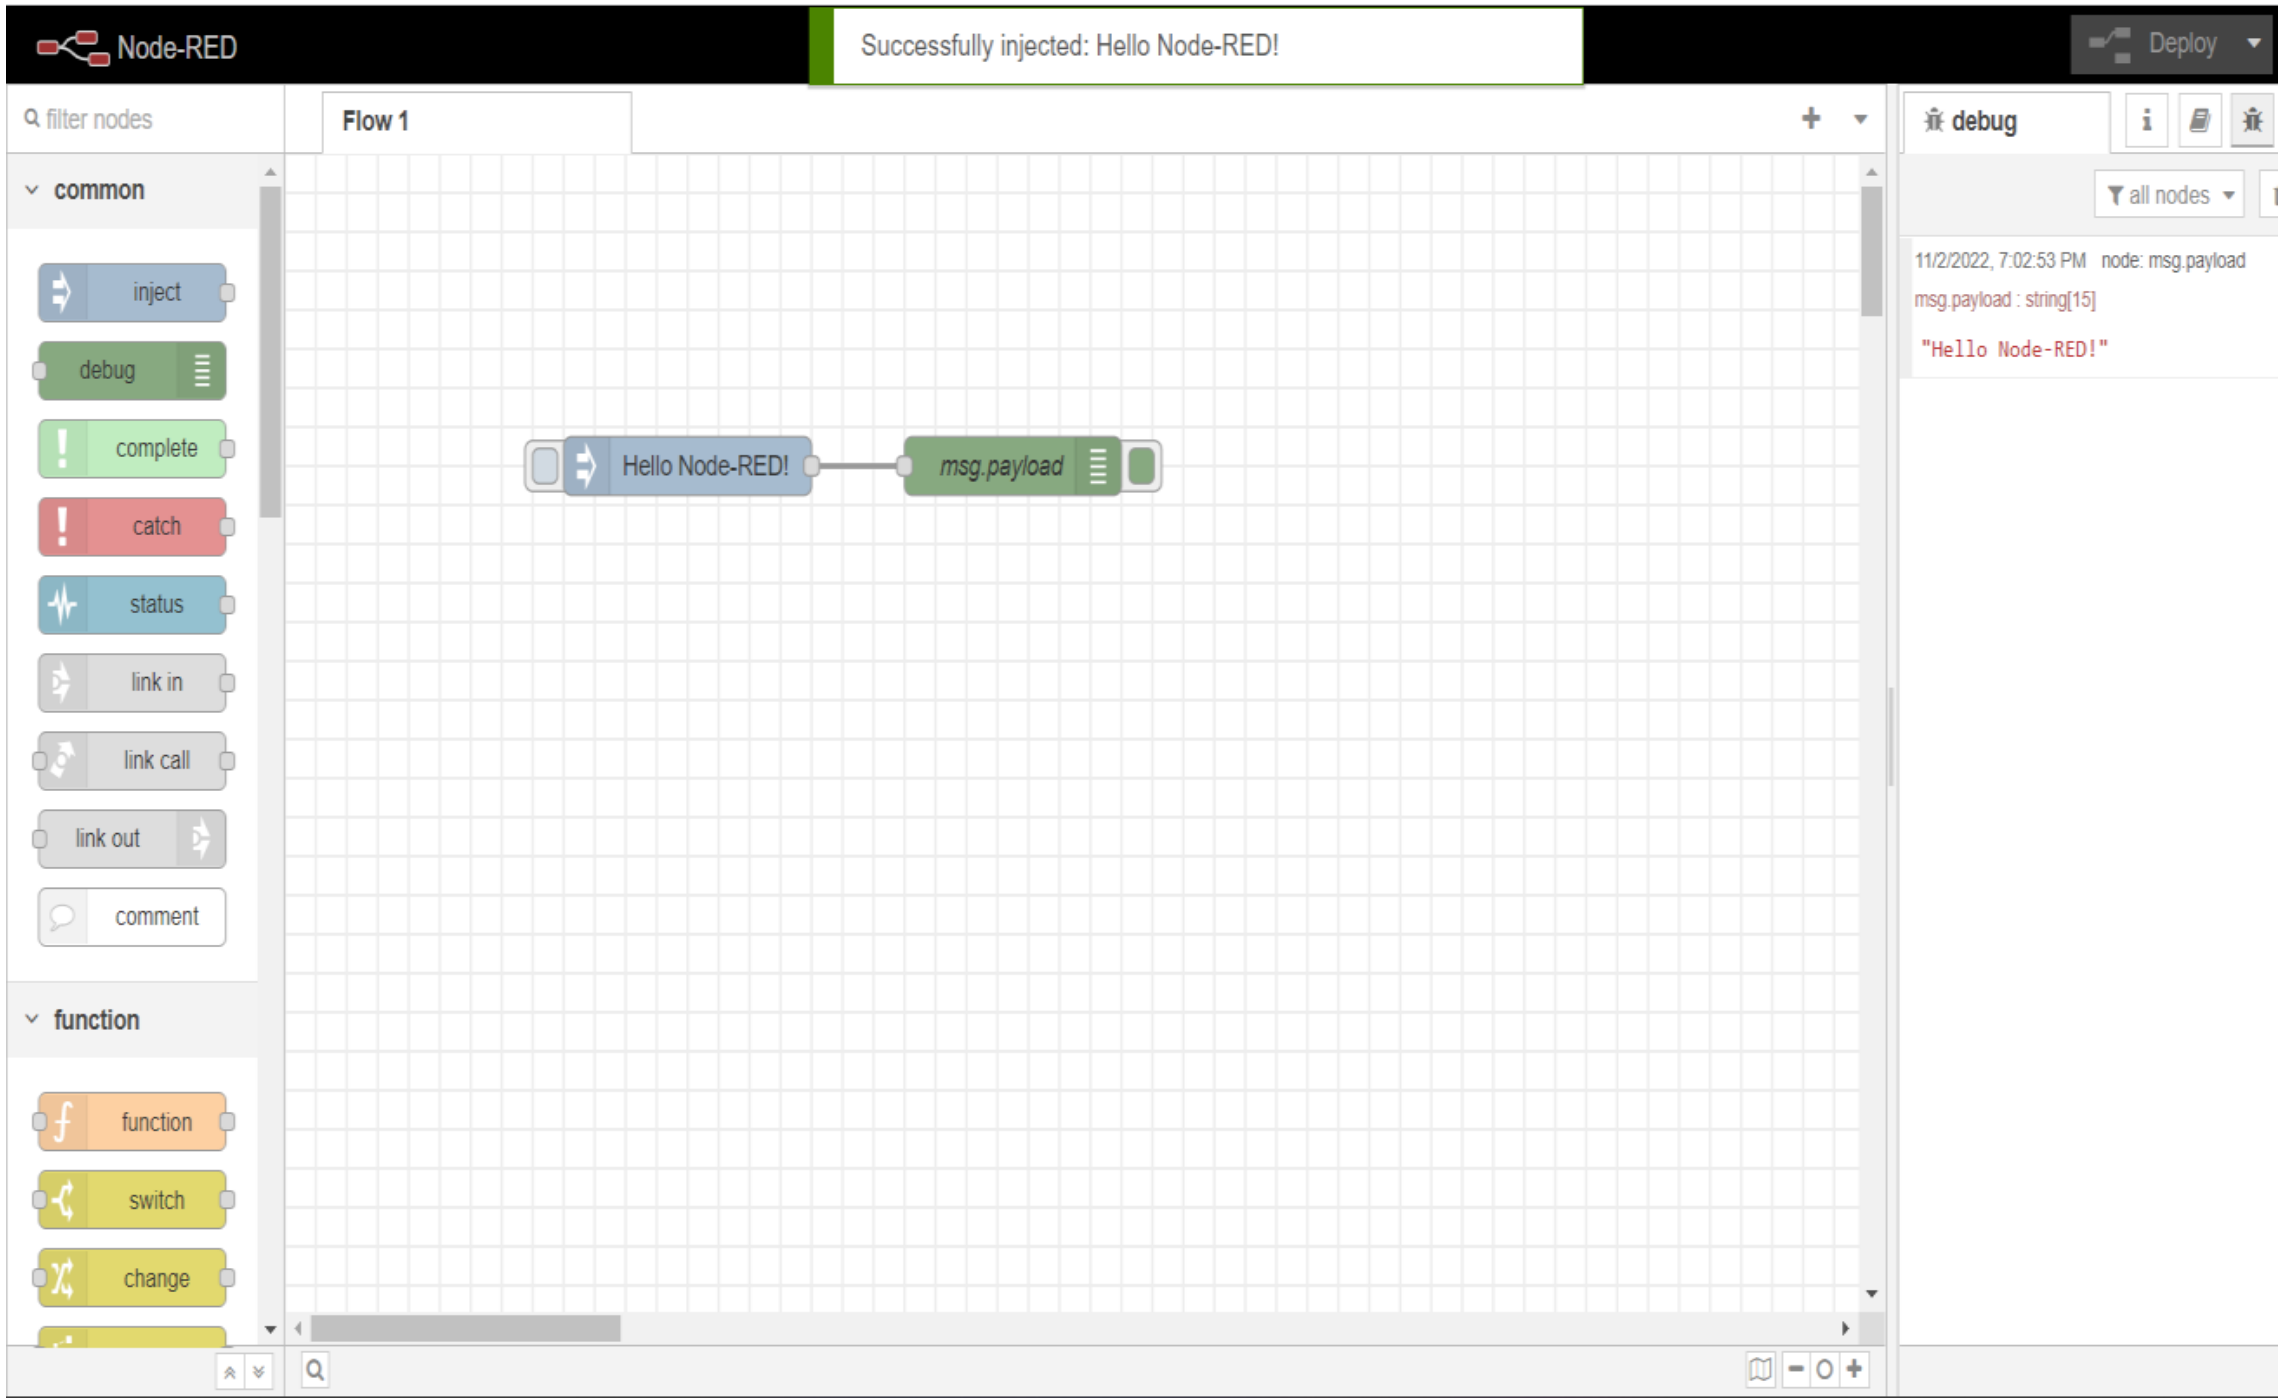 Node-RED
Successfully injected: Hello Node-RED!
Deploy
filter nodes
Flow 1
debug
common
all nodes
inject
debug
complete
catch
status
link in
link call
link out
comment
function
function
switch
change
Hello Node-RED!
msg.payload
11/2/2022, 7:02:53 PM node: msg.payload
msg.payload : string[15]
"Hello Node-RED!"